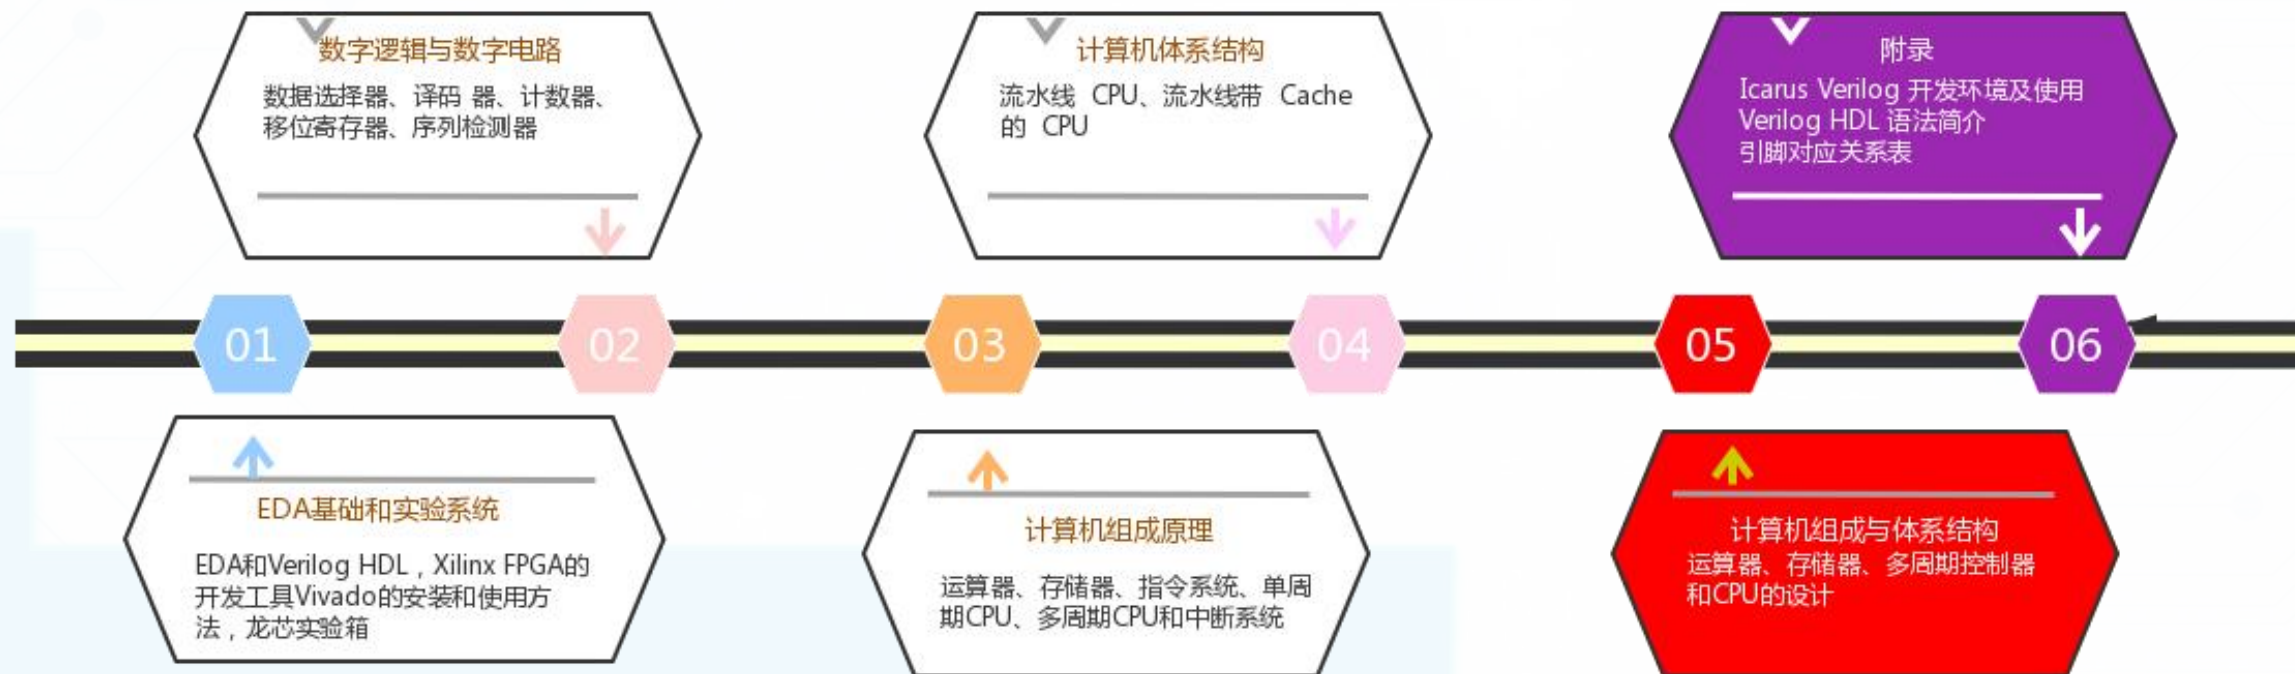 数字逻辑与数字电路
数据选择器、译码 器、计数器、
移位寄存器、序列检测器
计算机体系结构
流水线 CPU、流水线带 Cache
的 CPU
附录
Icarus Verilog 开发环境及使用
Verilog HDL 语法简介
引脚对应关系表
01
02
03
04
05
06
EDA基础和实验系统
EDA和Verilog HDL，Xilinx FPGA的
开发工具Vivado的安装和使用方
法，龙芯实验箱
计算机组成原理
运算器、存储器、指令系统、单周
期CPU、多周期CPU和中断系统
计算机组成与体系结构
运算器、存储器、多周期控制器
和CPU的设计